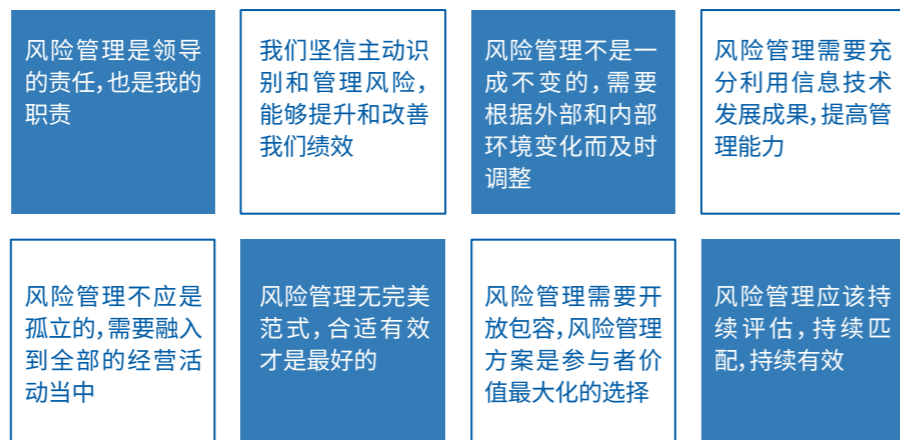 风险管理是领导
的责任,也是我的
职责
我们坚信主动识
别和管理风险,
能够提升和改善
我们绩效
风险管理不是一
成不变的,需要
根据外部和内部
环境变化而及时
调整
风险管理需要充
分利用信息技术
发展成果,提高管
理能力
风险管理不应是
孤立的,需要融入
到全部的经营活
动当中
风险管理无完美
范式,合适有效
才是最好的
风险管理需要开
放包容,风险管理
方案是参与者价
值最大化的选择
风险管理应该持
续评估,持续匹
配,持续有效